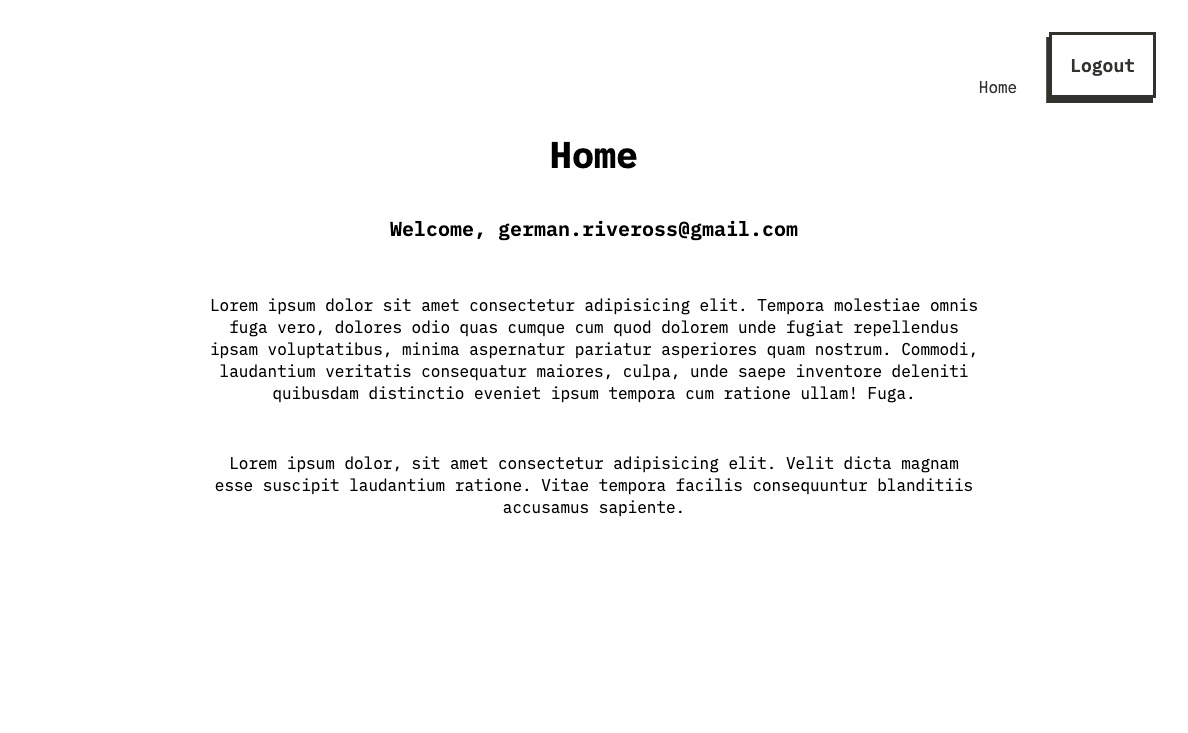 Home
Logout
Home
Welcome, german.riveross@gmail.com
Lorem ipsum dolor sit amet consectetur adipisicing elit. Tempora molestiae omnis
fuga vero, dolores odio quas cumque cum quod dolorem unde fugiat repellendus
ipsam voluptatibus, minima aspernatur pariatur asperiores quam nostrum. Commodi,
laudantium veritatis consequatur maiores, culpa, unde saepe inventore deleniti
quibusdam distinctio eveniet ipsum tempora cum ratione ullam! Fuga.
Lorem ipsum dolor, sit amet consectetur adipisicing elit. Velit dicta magnam
esse suscipit laudantium ratione. Vitae tempora facilis consequuntur blanditiis
accusamus sapiente.